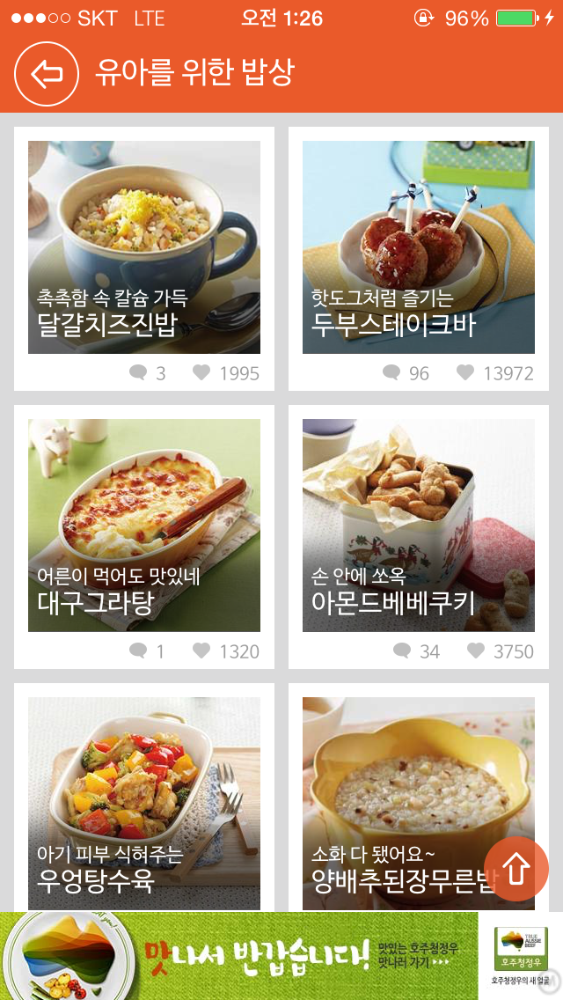 SKT LTE 오전 1:26 96%
유아를 위한 밥상
촉촉함 속 칼슘 가득
달걀치즈진밥
3 1995
핫도그처럼 즐기는
두부스테이크바
96 13972
어른이 먹어도 맛있네
대구그라탕
1 1320
손 안에 쏘옥
아몬드베베쿠키
34 3750
아기 피부 식혀주는
우엉탕수육
소화 다 됐어요~
양배추된장무른밥
맛나서 반갑습니다!
맛있는 호주청정우
맛나러 가기
TRUE
AUSSIE
BEEF
호주청정우
호주청정우의 새 얼굴